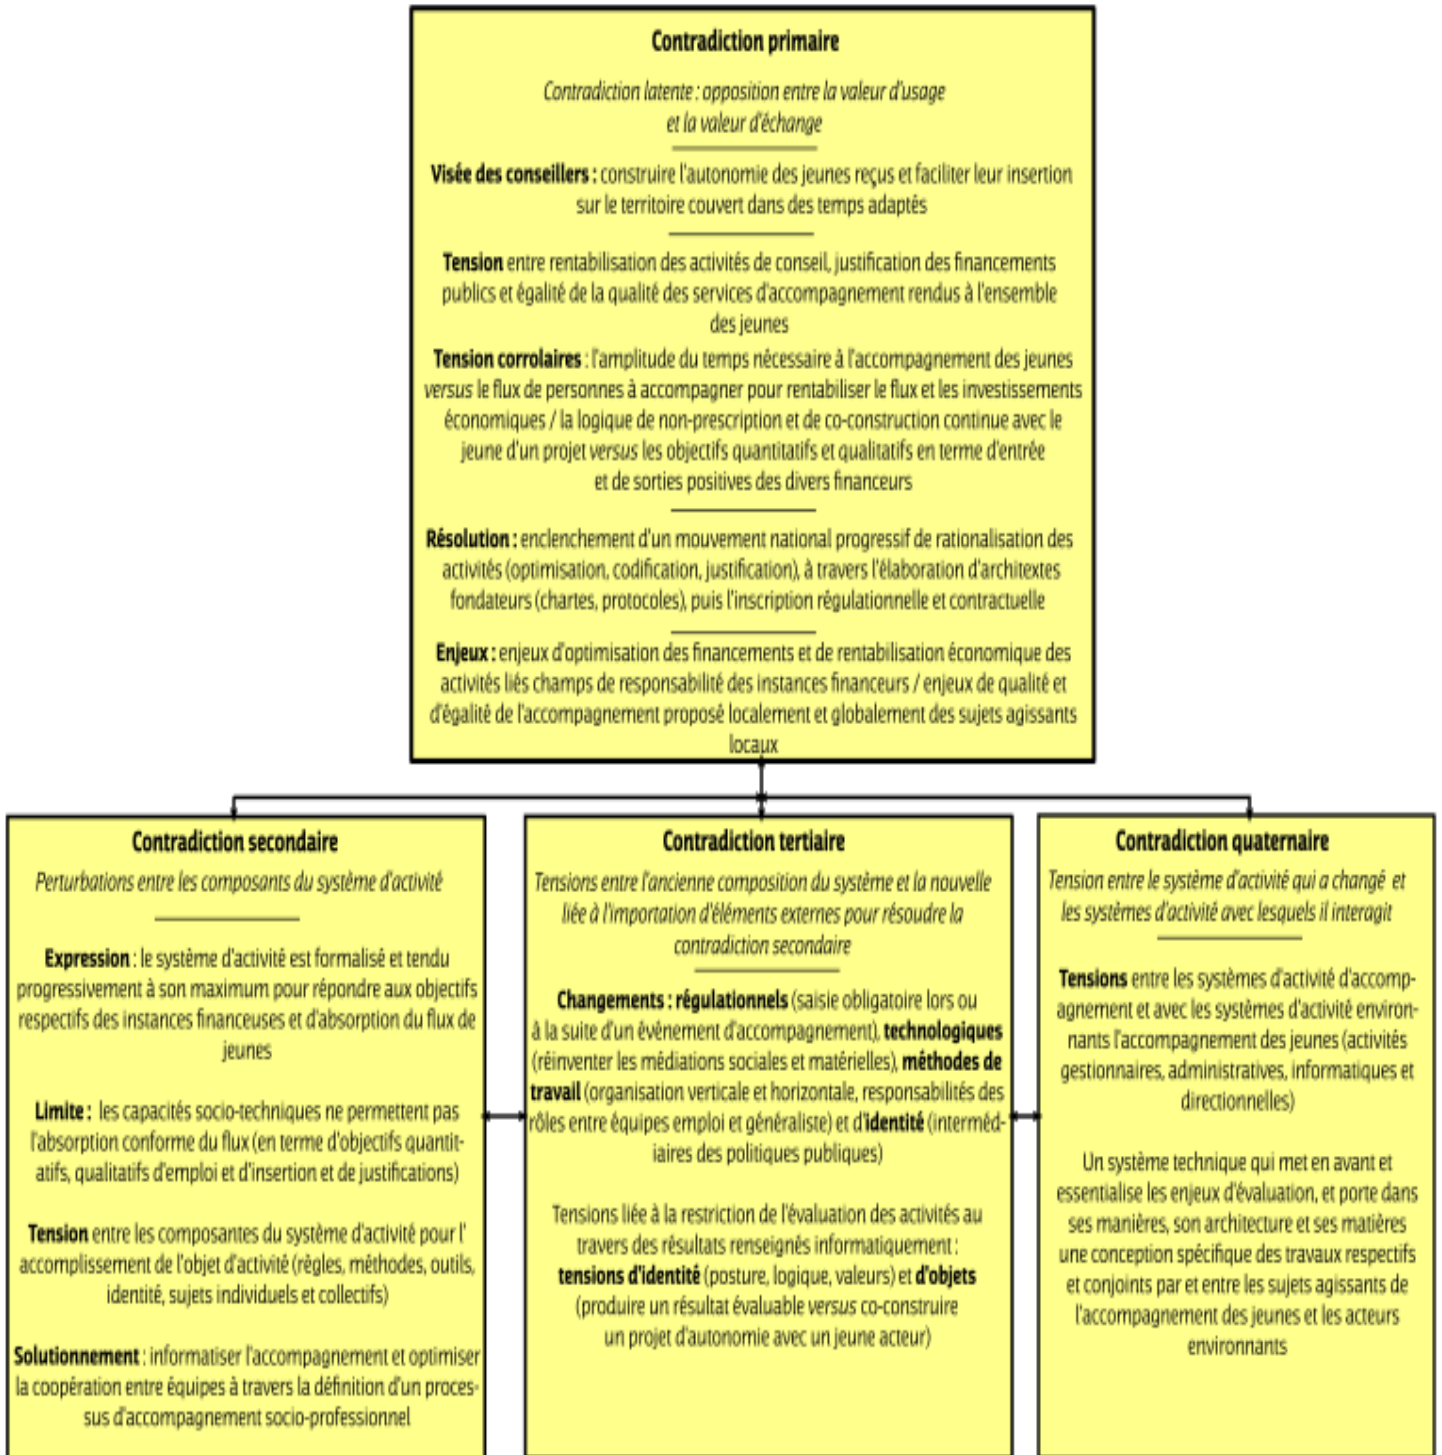 Contradiction primaire
Contradiction latente : opposition entre la valeur d'usage
et la valeur d'échange
Visée des conseillers : construire l'autonomie des jeunes reçus et faciliter leur insertion
sur le territoire couvert dans des temps adaptés
Tension entre rentabilisation des activités de conseil, justification des financements
publics et égalité de la qualité des services d'accompagnement rendus à l'ensemble
des jeunes
Tension corrolaires : l'amplitude du temps nécessaire à l'accompagnement des jeunes
versus le flux de personnes à accompagner pour rentabiliser le flux et les investissements
économiques / la logique de non-prescription et de co-construction continue avec le
jeune d'un projet versus les objectifs quantitatifs et qualitatifs en terme d'entrée
et de sorties positives des divers financeurs
Résolution : enclenchement d'un mouvement national progressif de rationalisation des
activités (optimisation, codification, justification), à travers l'élaboration d'architextes
fondateurs (chartes, protocoles), puis l'inscription régulationnelle et contractuelle
Enjeux : enjeux d'optimisation des financements et de rentabilisation économique des
activités liés champs de responsabilité des instances financeurs / enjeux de qualité et
d'égalité de l'accompagnement proposé localement et globalement des sujets agissants
locaux
Contradiction secondaire
Perturbations entre les composants du système d'activité
Expression : le système d'activité est formalisé et tendu
progressivement à son maximum pour répondre aux objectifs
respectifs des instances financeuses et d'absorption du flux de
jeunes
Limite : les capacités socio-techniques ne permettent pas
l'absorption conforme du flux (en terme d'objectifs quantit-
atifs, qualitatifs d'emploi et d'insertion et de justifications)
Tension entre les composantes du système d'activité pour l'
accomplissement de l'objet d'activité (règles, méthodes, outils,
identité, sujets individuels et collectifs)
Solutionnement : informatiser l'accompagnement et optimiser
la coopération entre équipes à travers la définition d'un proces-
sus d'accompagnement socio-professionnel
Contradiction tertiaire
Tensions entre l'ancienne composition du système et la nouvelle
liée à l'importation d'éléments externes pour résoudre la
contradiction secondaire
Changements : régulationnels (saisie obligatoire lors ou
à la suite d'un évènement d'accompagnement), technologiques
(réinventer les médiations sociales et matérielles), méthodes de
travail (organisation verticale et horizontale, responsabilités des
rôles entre équipes emploi et généraliste) et d'identité (interméd-
iaires des politiques publiques)
Tensions liée à la restriction de l'évaluation des activités au
travers des résultats renseignés informatiquement :
tensions d'identité (posture, logique, valeurs) et d'objets
(produire un résultat évaluable versus co-construire
un projet d'autonomie avec un jeune acteur)
Contradiction quaternaire
Tension entre le système d'activité qui a changé et
les systèmes d'activité avec lesquels il interagit
Tensions entre les systèmes d'activité d'accomp-
agnement et avec les systèmes d'activité environ-
nants l'accompagnement des jeunes (activités
gestionnaires, administratives, informatiques et
directionnelles)
Un système technique qui met en avant et
essentialise les enjeux d'évaluation, et porte dans
ses manières, son architecture et ses matières
une conception spécifique des travaux respectifs
et conjoints par et entre les sujets agissants de
l'accompagnement des jeunes et les acteurs
environnants